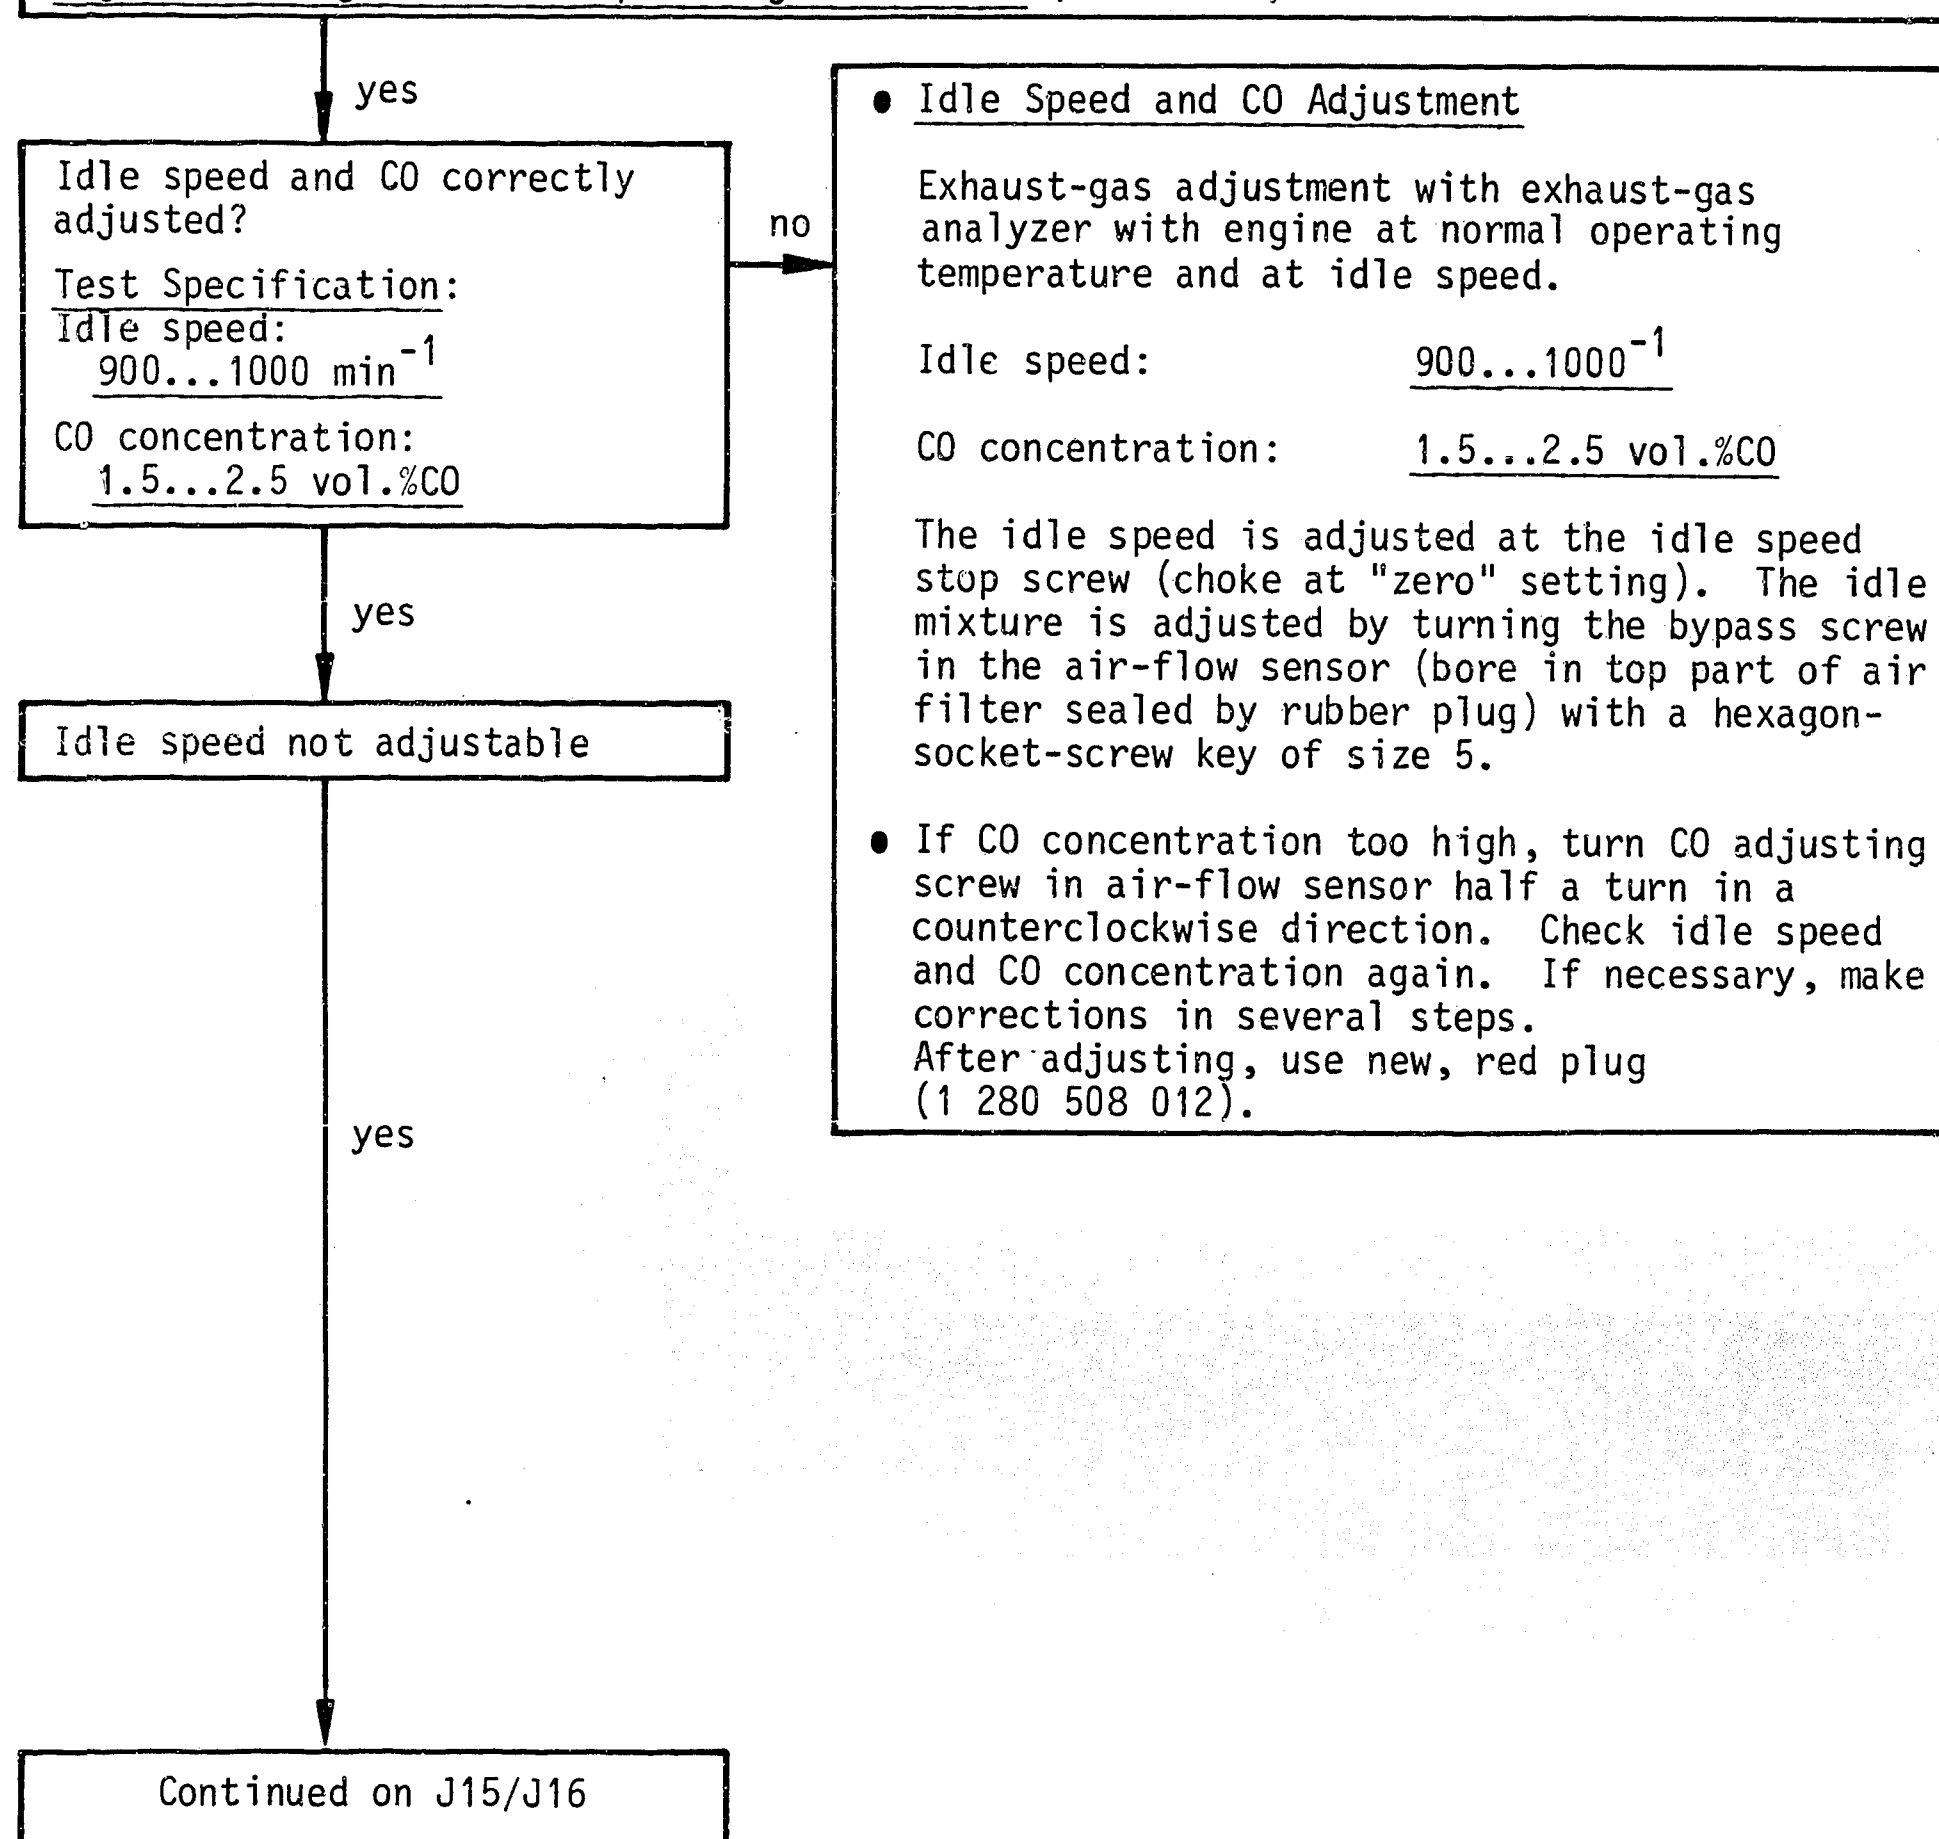 yes
Idle speed and CO correctly
adjusted?
no
Test Specification:
Idle speed:
900...1000 min⁻¹
CO concentration:
1.5...2.5 vol.%CO
yes
Idle speed not adjustable
yes
Continued on J15/J16
● Idle Speed and CO Adjustment
Exhaust-gas adjustment with exhaust-gas
analyzer with engine at normal operating
temperature and at idle speed.
Idle speed: 900...1000⁻¹
CO concentration: 1.5...2.5 vol.%CO
The idle speed is adjusted at the idle speed
stop screw (choke at "zero" setting). The idle
mixture is adjusted by turning the bypass screw
in the air-flow sensor (bore in top part of air
filter sealed by rubber plug) with a hexagon-
socket-screw key of size 5.
● If CO concentration too high, turn CO adjusting
screw in air-flow sensor half a turn in a
counterclockwise direction. Check idle speed
and CO concentration again. If necessary, make
corrections in several steps.
After adjusting, use new, red plug
(1 280 508 012).